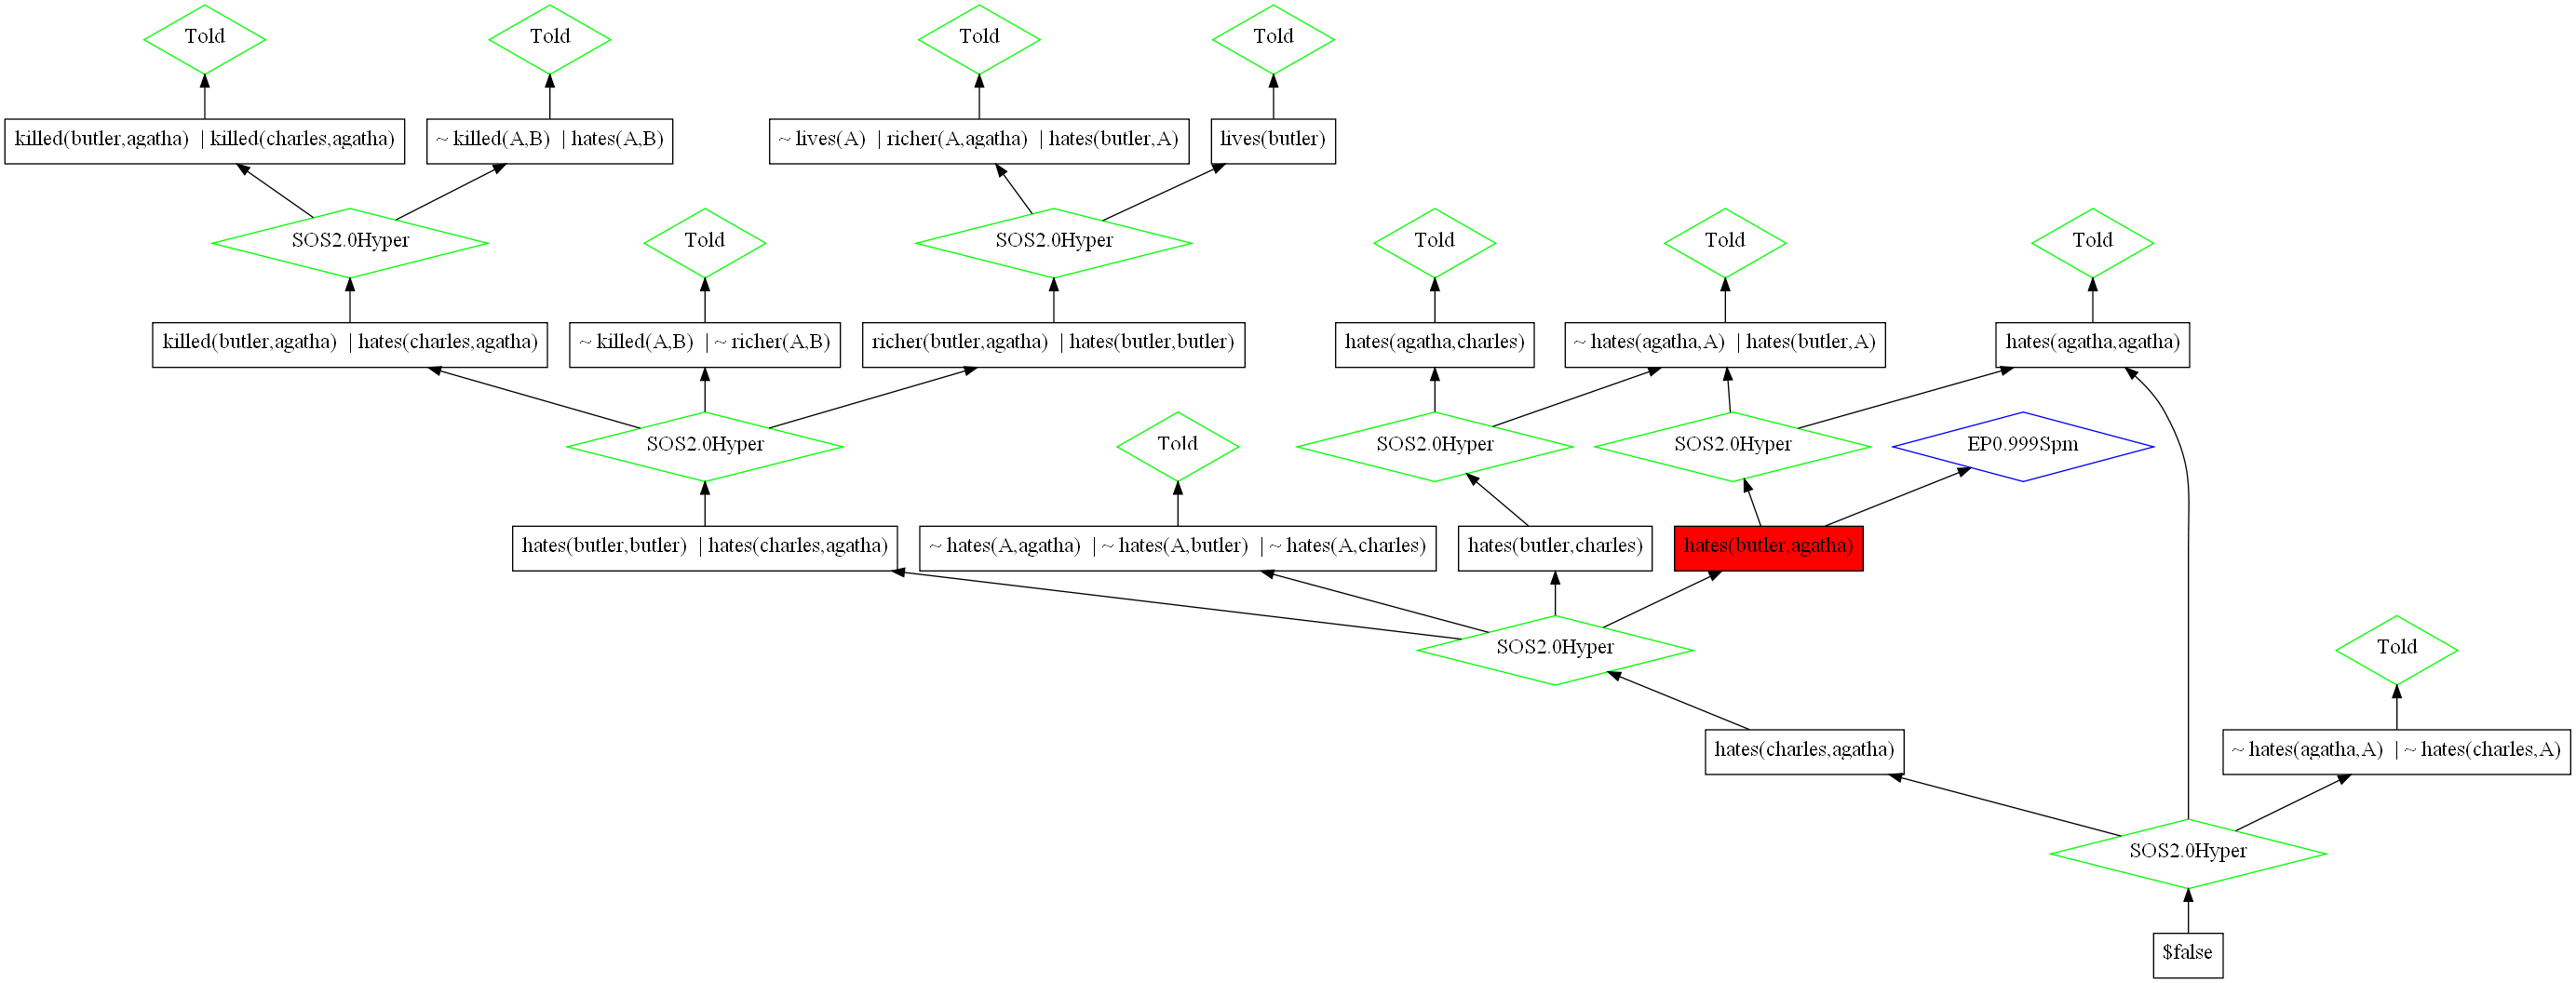 Told
Told
Told
Told
killed(butler,agatha) | killed(charles,agatha)
~ killed(A,B) | hates(A,B)
~ lives(A) | richer(A,agatha) | hates(butler,A)
lives(butler)
SOS2.0Hyper
Told
SOS2.0Hyper
Told
Told
Told
killed(butler,agatha) | hates(charles,agatha)
~ killed(A,B) | ~ richer(A,B)
richer(butler,agatha) | hates(butler,butler)
hates(agatha,charles)
~ hates(agatha,A) | hates(butler,A)
hates(agatha,agatha)
SOS2.0Hyper
Told
SOS2.0Hyper
SOS2.0Hyper
EP0.999Spm
hates(butler,butler) | hates(charles,agatha)
~ hates(A,agatha) | ~ hates(A,butler) | ~ hates(A,charles)
hates(butler,charles)
hates(butler,agatha)
SOS2.0Hyper
Told
hates(charles,agatha)
~ hates(agatha,A) | ~ hates(charles,A)
SOS2.0Hyper
$false